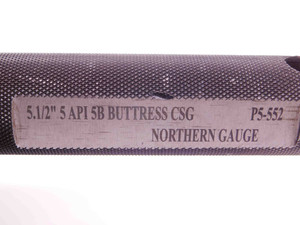 5.1/2" 5 API 5B BUTTRESS CSG P5-552
NORTHERN GAUGE